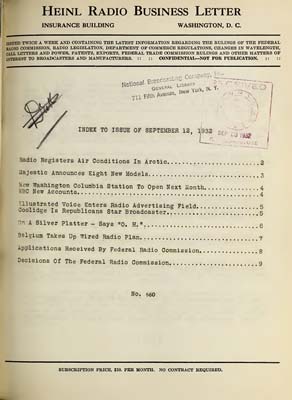 HEINL RADIO BUSINESS LETTER
INSURANCE BUILDING WASHINGTON, D. C.
ISSUED TWICE A WEEK AND CONTAINING THE LATEST INFORMATION REGARDING THE RULINGS OF THE FEDERAL
RADIO COMMISSION, RADIO LEGISLATION, DEPARTMENT OF COMMERCE REGULATIONS, CHANGES IN WAVELENGTH,
CALL LETTERS AND POWER, PATENTS, EXPORTS, FEDERAL TRADE COMMISSION RULINGS AND OTHER MATTERS OF
INTEREST TO BROADCASTERS AND MANUFACTURERS. :: :: CONFIDENTIAL—NOT FOR PUBLICATION. :: ::
National Broadcasting Company, Inc.
GENERAL LIBRARY
711 Fifth Avenue, New York, N. Y.
RECEIVED
SEP 13 1932
INDEX TO ISSUE OF SEPTEMBER 12, 1932
Radio Registers Air Conditions In Arctic.........................2
Majestic Announces Eight New Models..............................3
New Washington Columbia Station To Open Next Month...............4
NBC New Accounts.................................................4
Illustrated Voice Enters Radio Advertising Field.................5
Coolidge Is Republicans Star Broadcaster.........................5
On A Silver Platter - Says "O. H."...............................6
Belgium Takes Up Wired Radio Plan................................7
Applications Received By Federal Radio Commission................8
Decisions Of The Federal Radio Commission........................9
No. 560
SUBSCRIPTION PRICE, $10. PER MONTH. NO CONTRACT REQUIRED.